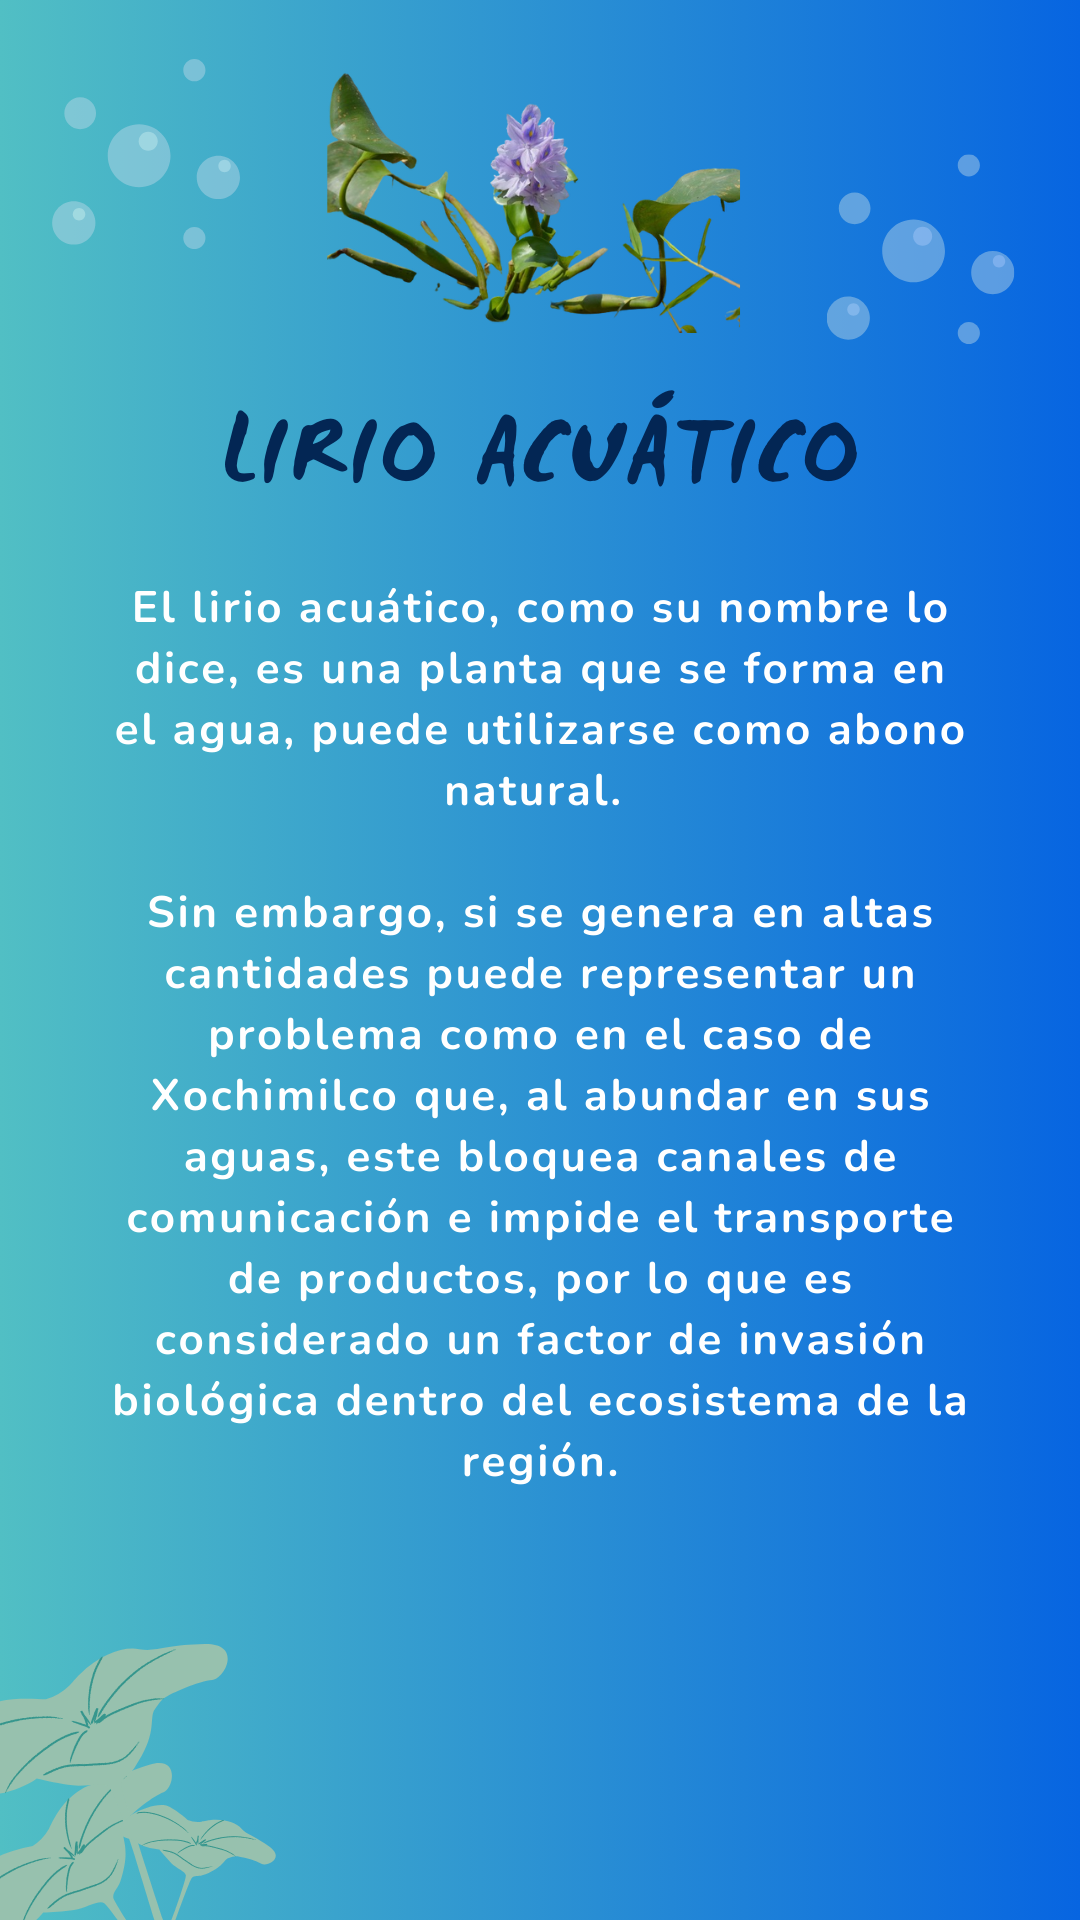 LIRIO ACUÁTICO
El lirio acuático, como su nombre lo
dice, es una planta que se forma en
el agua, puede utilizarse como abono
natural.
Sin embargo, si se genera en altas
cantidades puede representar un
problema como en el caso de
Xochimilco que, al abundar en sus
aguas, este bloquea canales de
comunicación e impide el transporte
de productos, por lo que es
considerado un factor de invasión
biológica dentro del ecosistema de la
región.